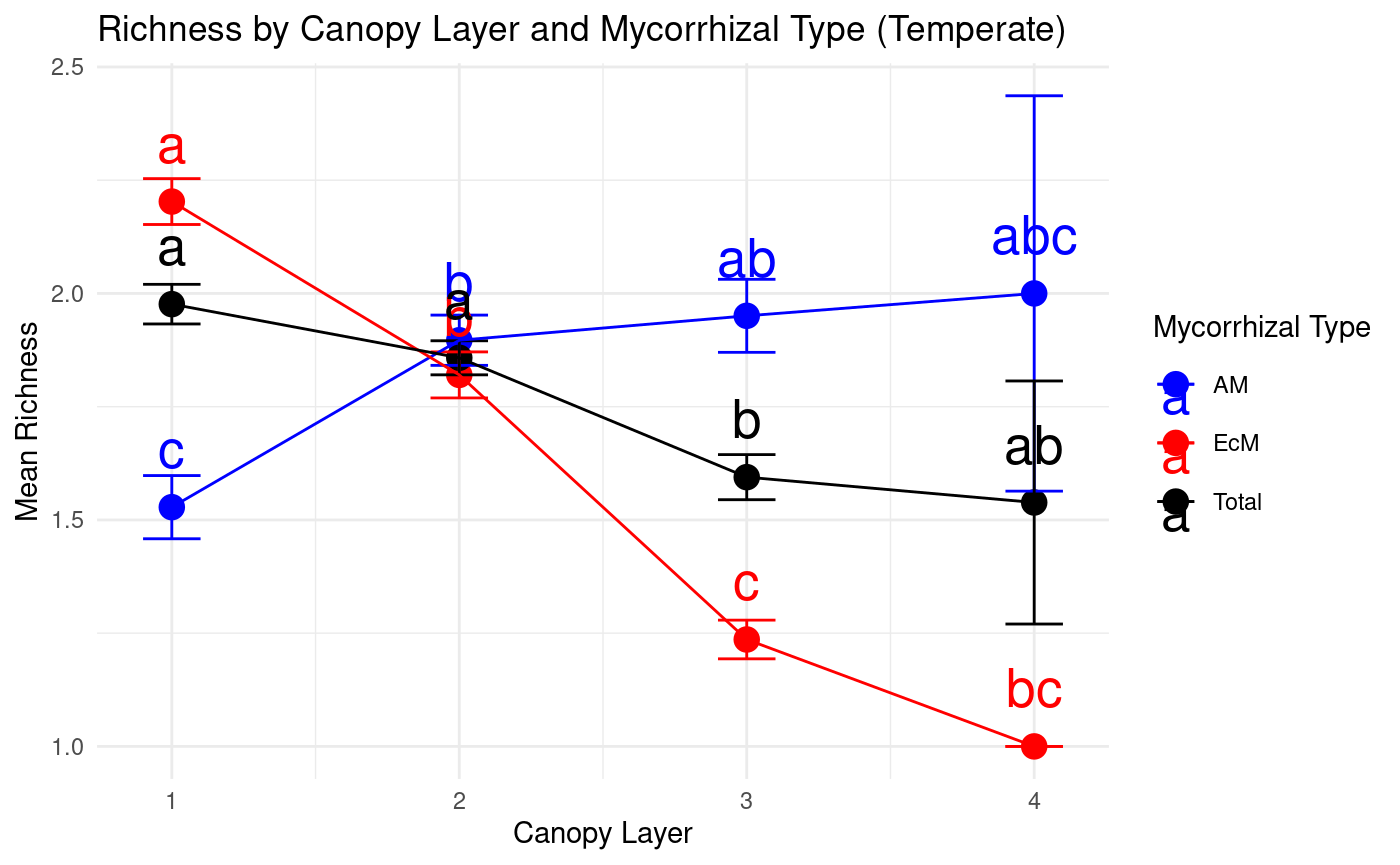 Richness by Canopy Layer and Mycorrhizal Type (Temperate)
2.5
2.0
1.5
1.0
Mean Richness
a
a
c
b
a
b
ab
b
c
abc
ab
bc
1
2
3
4
Canopy Layer
Mycorrhizal Type
a AM
a EcM
a Total